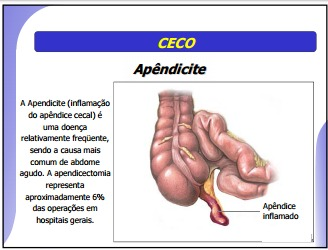 CECO
Apêndicite
A Apendicite (inflamação
do apêndice cecal) é
uma doença
relativamente freqüente,
sendo a causa mais
comum de abdome
agudo. A apendicectomia
representa
aproximadamente 6%
das operações em
hospitais gerais.
Apêndice
inflamado